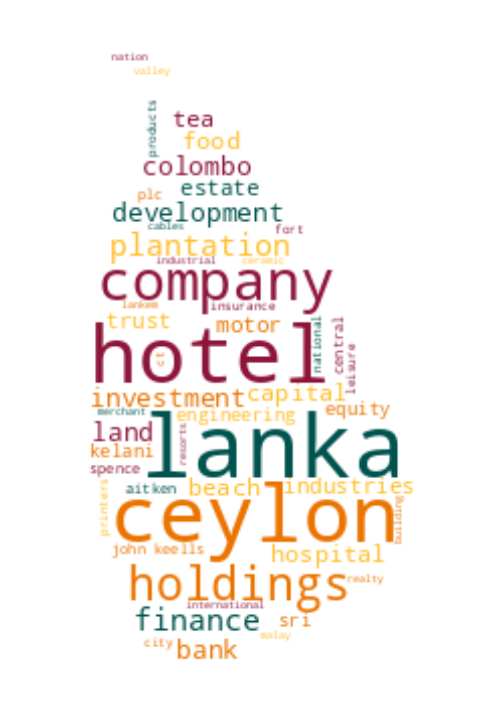 nation
valley
products
tea
food
colombo
estate
plc
development
cables
fort
plantation
industrial
ceramic
company
lankem
insurance
trust
motor
national
central
hotel
ct
leisure
investment
capital
merchant
engineering
equity
lanka
land
resorts
kelani
spence
aitken
beach
industries
printers
ceylon
building
john keells
hospital
holdings
realty
international
finance
sri
malay
city
bank